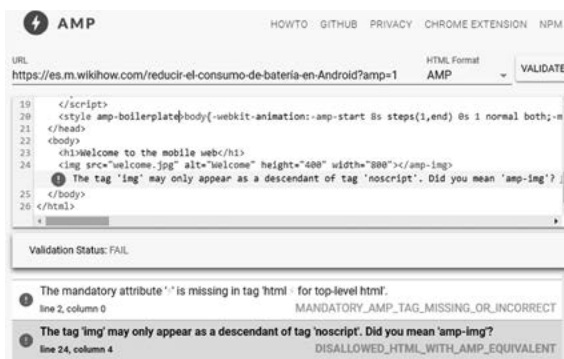 AMP
HOWTO GITHUB PRIVACY CHROME EXTENSION NPM
URL
HTML Format
https://es.m.wikihow.com/reducir-el-consumo-de-bateria-en-Android?amp=1
AMP
VALIDATE
19 </script>
20 <style amp-boilerplate>body{-webkit-animation:-amp-start 8s steps(1,end) 0s 1 normal both;-m
21 </head>
22 <body>
23 <h1>Welcome to the mobile web</h1>
24 <img src="welcome.jpg" alt="Welcome" height="400" width="800"></amp-img>
The tag 'img' may only appear as a descendant of tag 'noscript'. Did you mean 'amp-img'?
25 </body>
26 </html>
Validation Status: FAIL
The mandatory attribute '⚡' is missing in tag 'html ⚡ for top-level html'.
line 2, column 0
MANDATORY_AMP_TAG_MISSING_OR_INCORRECT
The tag 'img' may only appear as a descendant of tag 'noscript'. Did you mean 'amp-img'?
line 24, column 4
DISALLOWED_HTML_WITH_AMP_EQUIVALENT